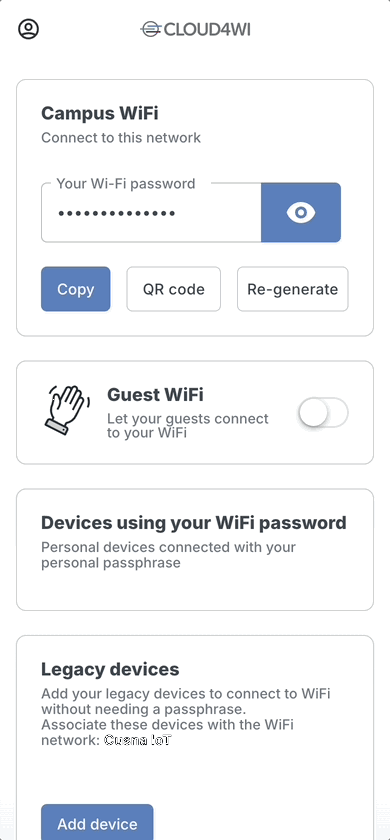 CLOUD4WI
Campus WiFi
Connect to this network
Your Wi-Fi password
••••••••••••••
Copy
QR code
Re-generate
Guest WiFi
Let your guests connect
to your WiFi
Devices using your WiFi password
Personal devices connected with your
personal passphrase
Legacy devices
Add your legacy devices to connect to WiFi
without needing a passphrase.
Associate these devices with the WiFi
network: IoT
Add device